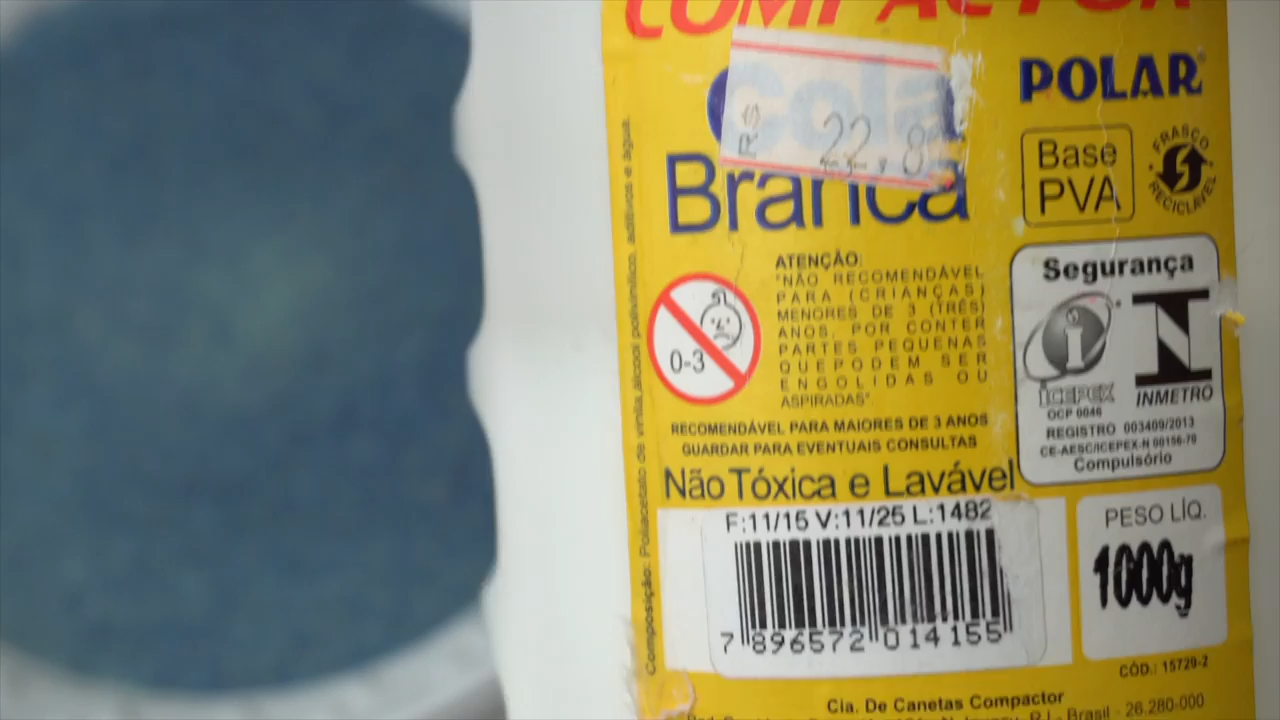 COMPACTOR
POLAR
Cola
Branca
R$ 22,8
Base
PVA
FRASCO
RECICLÁVEL
Segurança
ICEPEX
OCP 0046
INMETRO
REGISTRO 003409/2013
CE-AESC/ICEPEX-N 00156-70
Compulsório
0-3
ATENÇÃO:
"NÃO RECOMENDÁVEL
PARA (CRIANÇAS)
MENORES DE 3 (TRÊS)
ANOS, POR CONTER
PARTES PEQUENAS
QUE PODEM SER
ENGOLIDAS OU
ASPIRADAS".
RECOMENDÁVEL PARA MAIORES DE 3 ANOS
GUARDAR PARA EVENTUAIS CONSULTAS
Não Tóxica e Lavável
F:11/15 V:11/25 L:1482
7 896572 014155
PESO LÍQ.
1000g
CÓD.: 15729-2
Composição: Poliacetato de vinila, álcool polivinílico, aditivos e água.
Cia. De Canetas Compactor
RJ - Brasil - 26.280-000